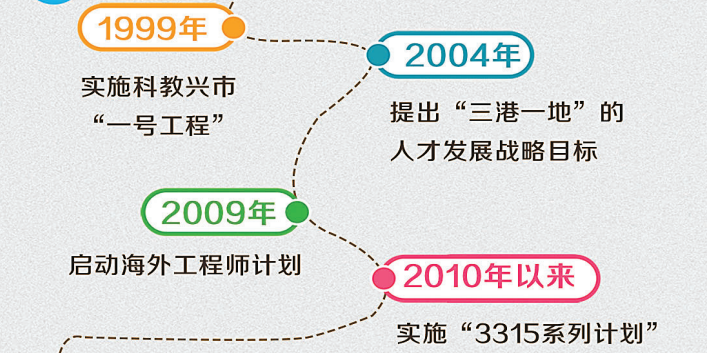 1999年
实施科教兴市
“一号工程”
2004年
提出“三港一地”的
人才发展战略目标
2009年
启动海外工程师计划
2010年以来
实施“3315系列计划”